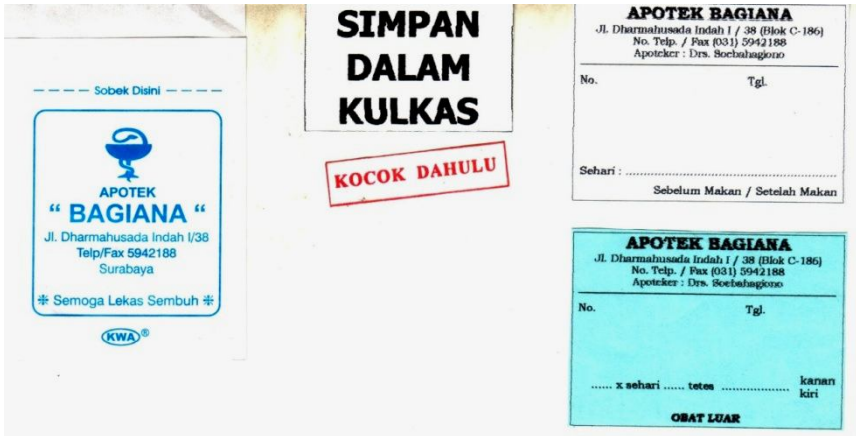 Sobek Disini
APOTEK
“ BAGIANA “
Jl. Dharmahusada Indah I/38
Telp/Fax 5942188
Surabaya
⁜ Semoga Lekas Sembuh ⁜
KWA®
SIMPAN
DALAM
KULKAS
KOCOK DAHULU
APOTEK BAGIANA
Jl. Dharmahusada Indah I / 38 (Blok C-186)
No. Telp. / Fax (031) 5942188
Apoteker : Drs. Soebahagiono
No. Tgl.
Sehari : ..........................................................
Sebelum Makan / Setelah Makan
APOTEK BAGIANA
Jl. Dharmahusada Indah I / 38 (Blok C-186)
No. Telp. / Fax (031) 5942188
Apoteker : Drs. Soebahagiono
No. Tgl.
...... x sehari ...... tetes ................... kanan
kiri
OBAT LUAR